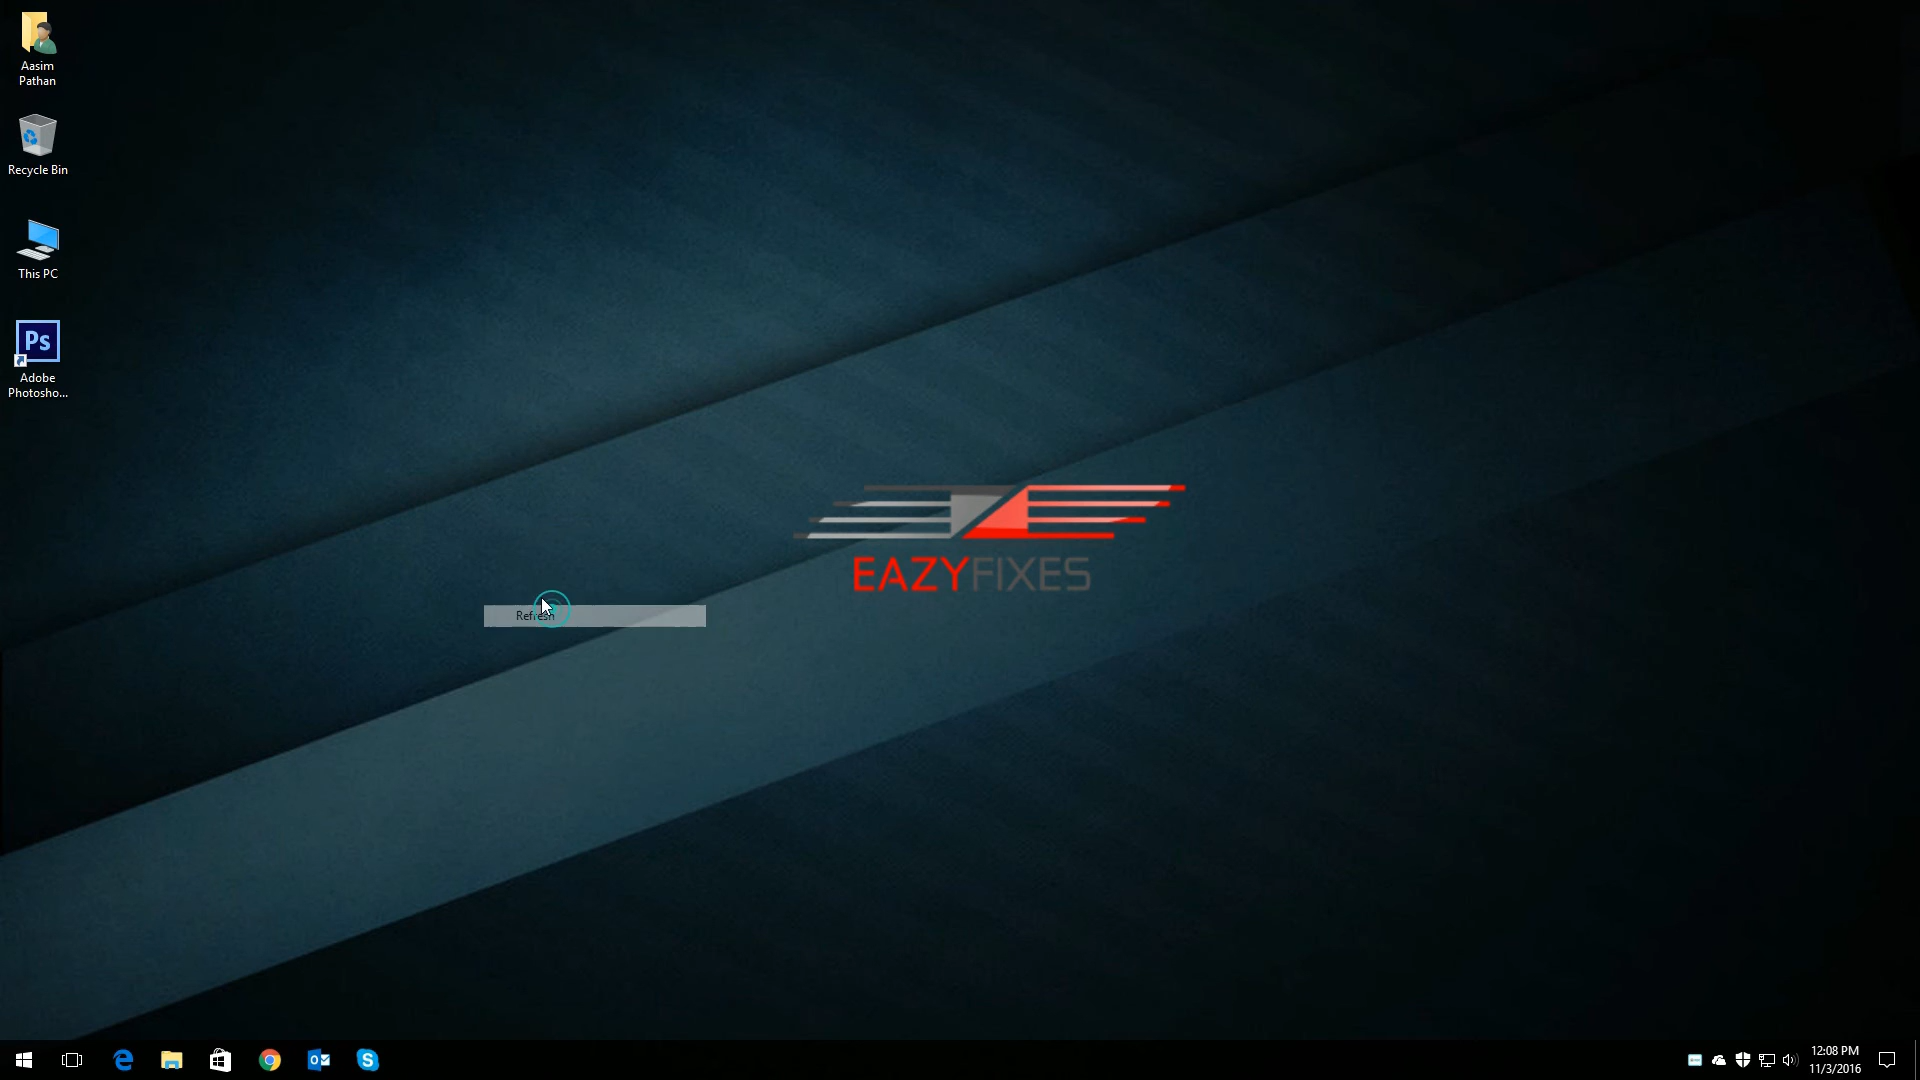 Aasim
Pathan
Recycle Bin
This PC
Ps
Adobe
Photosho...
EAZYFIXES
Refresh
12:08 PM
11/3/2016